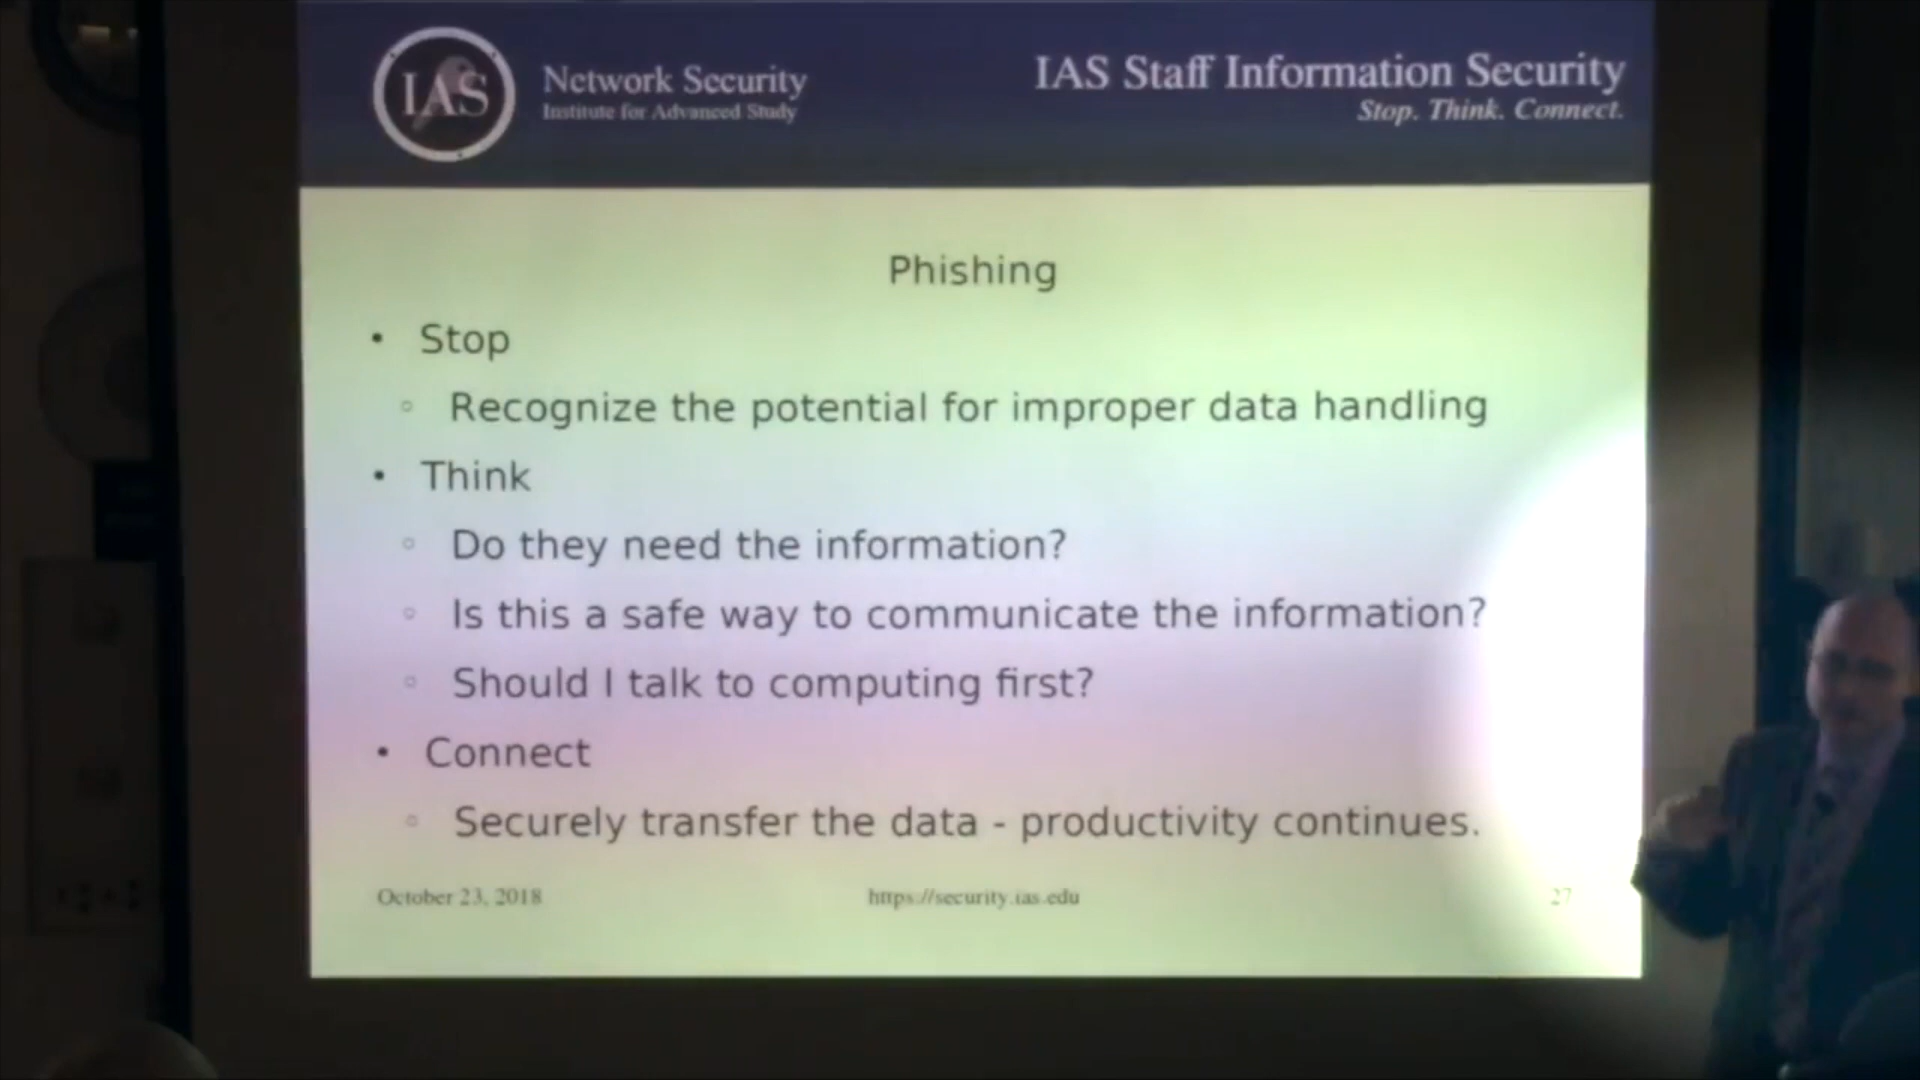 IAS
Network Security
Institute for Advanced Study
IAS Staff Information Security
Stop. Think. Connect.
Phishing
• Stop
◦ Recognize the potential for improper data handling
• Think
◦ Do they need the information?
◦ Is this a safe way to communicate the information?
◦ Should I talk to computing first?
• Connect
◦ Securely transfer the data - productivity continues.
October 23, 2018
https://security.ias.edu
27